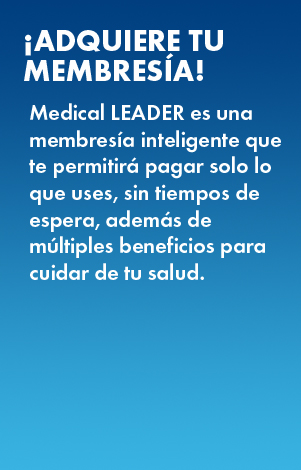 ¡ADQUIERE TU
MEMBRESÍA!
Medical LEADER es una
membresía inteligente que
te permitirá pagar solo lo
que uses, sin tiempos de
espera, además de
múltiples beneficios para
cuidar de tu salud.